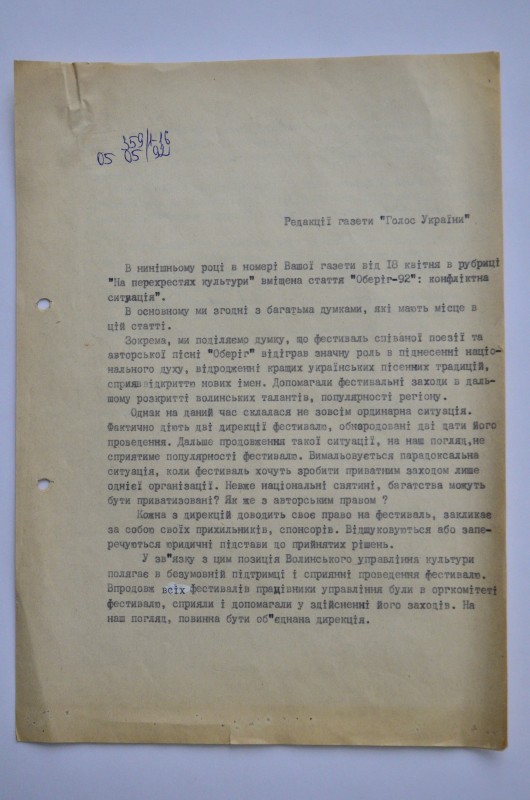 359/1-16
05 05/92
Редакції газети "Голос України"
В нинішньому році в номері Вашої газети від 18 квітня в рубриці
"На перехрестях культури" вміщена стаття "Оберіг-92": конфліктна
ситуація".
В основному ми згодні з багатьма думками, які мають місце в
цій статті.
Зокрема, ми поділяємо думку, що фестиваль співаної поезії та
авторської пісні "Оберіг" відіграв значну роль в піднесенні націо-
нального духу, відродженні кращих українських пісенних традицій,
сприяв відкриттю нових імен. Допомагали фестивальні заходи в даль-
шому розкритті волинських талантів, популярності регіону.
Однак на даний час склалася не зовсім ординарна ситуація.
Фактично діють дві дирекції фестивалю, обнародовані дві дати його
проведення. Дальше продовження такої ситуації, на наш погляд,не
сприятиме популярності фестивалю. Вимальовується парадоксальна
ситуація, коли фестиваль хочуть зробити приватним заходом лише
однієї організації. Невже національні святині, багатства можуть
бути приватизовані? Як же з авторським правом ?
Кожна з дирекцій доводить своє право на фестиваль, закликає
за собою своїх прихильників, спонсорів. Відшуковуються або запе-
речуються юридичні підстави до прийнятих рішень.
У зв"язку з цим позиція Волинського управління культури
полягає в безумовній підтримці і сприянні проведення фестивалю.
Впродовж всіх фестивалів працівники управління були в оргкомітеті
фестивалю, сприяли і допомагали у здійсненні його заходів. На
наш погляд, повинна бути об"єднана дирекція.